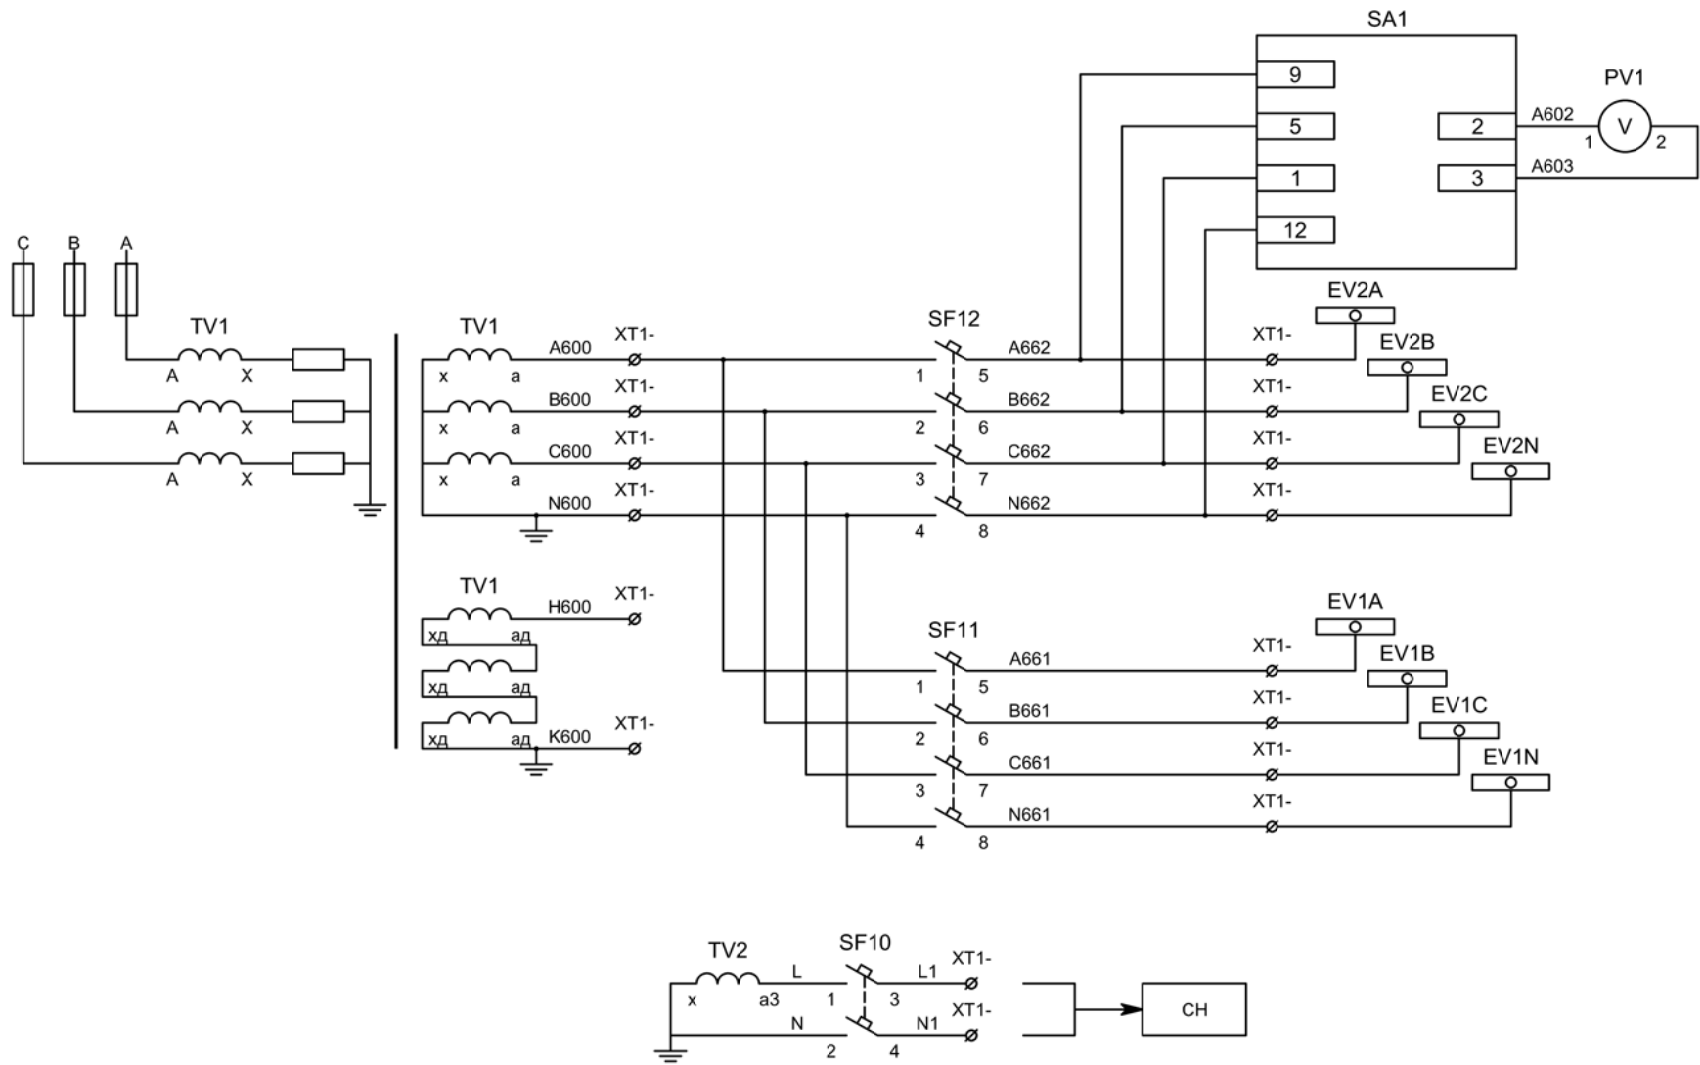 SA1
9
PV1
5
2
A602
V
1
2
1
3
A603
12
C
B
A
EV2A
TV1
TV1
XT1-
SF12
XT1-
EV2B
A600
A662
A
X
x
a
XT1-
1
5
XT1-
EV2C
B600
B662
A
X
x
a
XT1-
2
6
XT1-
EV2N
C600
C662
A
X
x
a
XT1-
3
7
XT1-
N600
N662
4
8
TV1
XT1-
EV1A
H600
SF11
хд
ад
XT1-
EV1B
A661
хд
ад
1
5
XT1-
EV1C
B661
XT1-
K600
хд
ад
2
6
XT1-
EV1N
C661
3
7
XT1-
N661
4
8
TV2
SF10
XT1-
L
L1
x
a3
1
3
XT1-
CH
N
N1
2
4